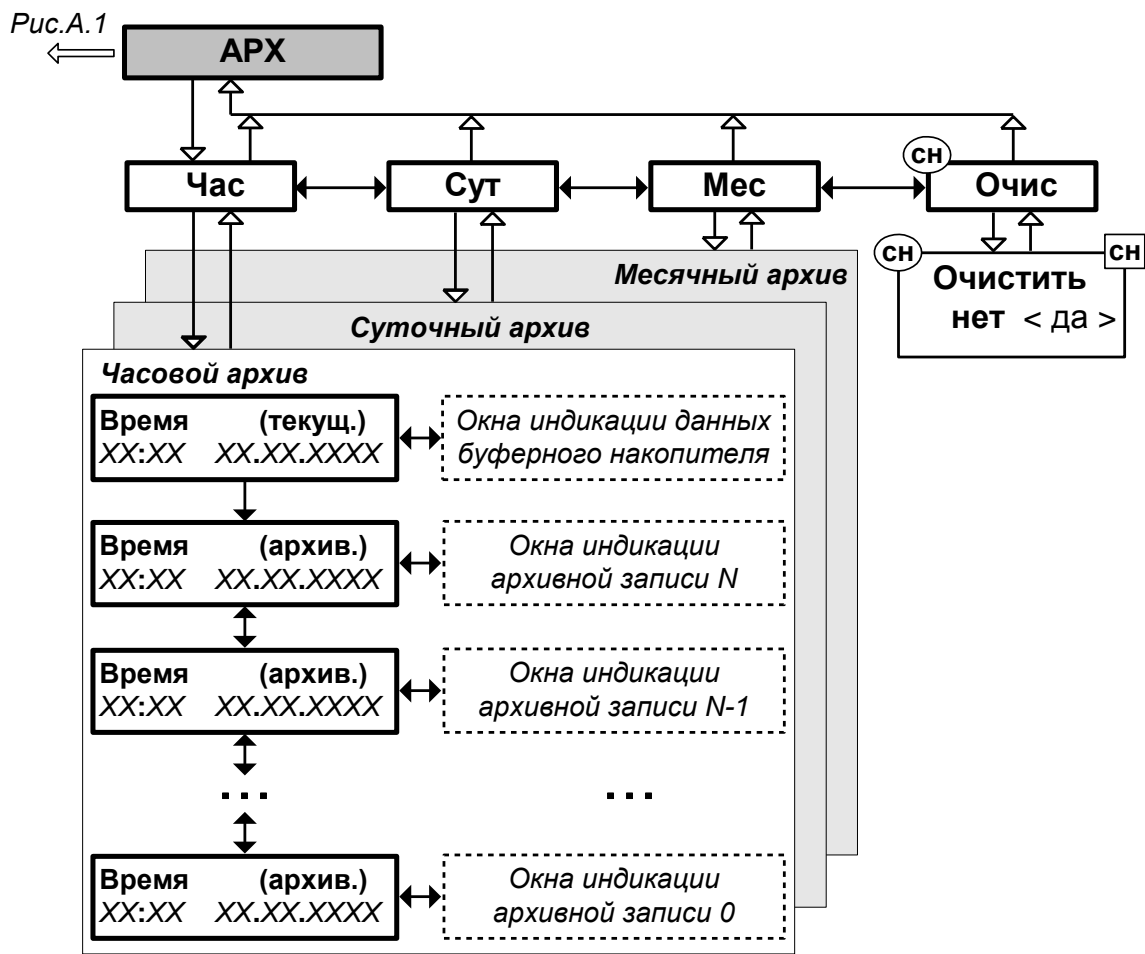 Рис.А.1
АРХ
Час
Сут
Мес
сн
Очис
Месячный архив
сн
сн
Очистить
нет < да >
Суточный архив
Часовой архив
Время (текущ.)
XX:XX XX.XX.XXXX
Окна индикации данных
буферного накопителя
Время (архив.)
XX:XX XX.XX.XXXX
Окна индикации
архивной записи N
Время (архив.)
XX:XX XX.XX.XXXX
Окна индикации
архивной записи N-1
...
...
Время (архив.)
XX:XX XX.XX.XXXX
Окна индикации
архивной записи 0